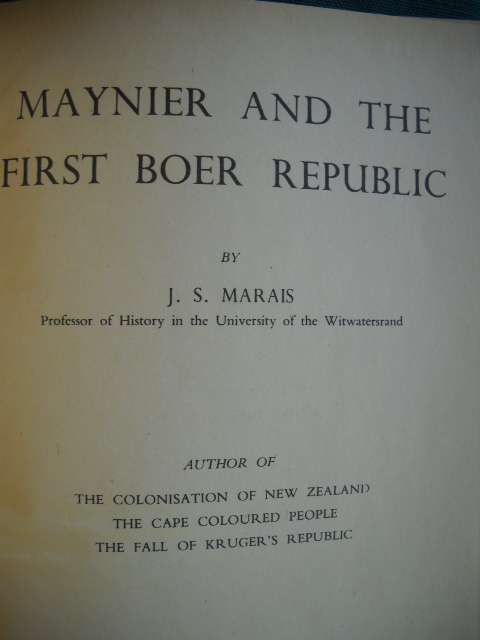 MAYNIER AND THE
FIRST BOER REPUBLIC
BY
J. S. MARAIS
Professor of History in the University of the Witwatersrand
AUTHOR OF
THE COLONISATION OF NEW ZEALAND
THE CAPE COLOURED PEOPLE
THE FALL OF KRUGER'S REPUBLIC